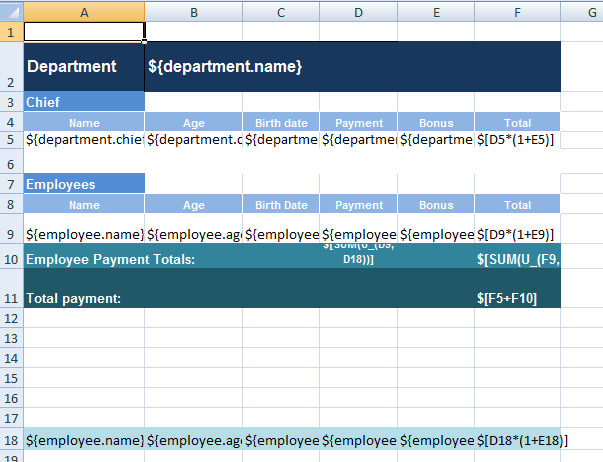 A B C D E F G
1
2 Department ${department.name}
3 Chief
4 Name Age Birth date Payment Bonus Total
5 ${department.chie ${department.c ${departme ${departme ${departme $[D5*(1+E5)]
6
7 Employees
8 Name Age Birth Date Payment Bonus Total
9 ${employee.name} ${employee.ag ${employee ${employee ${employee $[D9*(1+E9)]
10 Employee Payment Totals: $[SUM(U_(D9, D18))] $[SUM(U_(F9,
11 Total payment: $[F5+F10]
12
13
14
15
16
17
18 ${employee.name} ${employee.ag ${employee ${employee ${employee $[D18*(1+E18)]
19